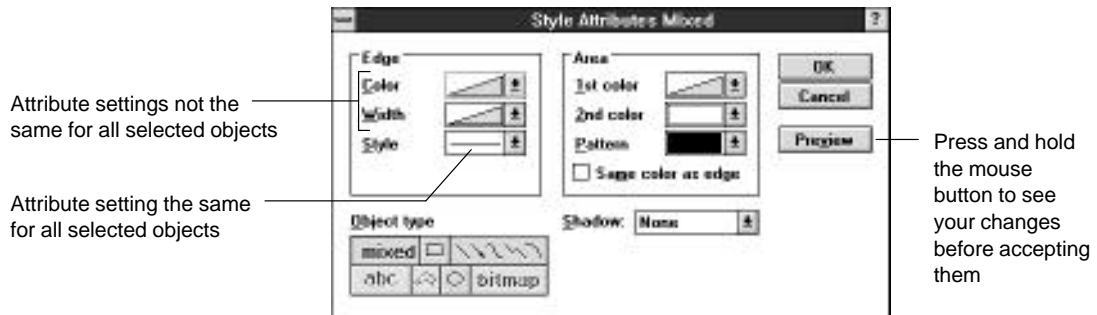 Style Attributes Mixed
?
Edge
Color
Width
Style
Area
1st color
2nd color
Pattern
Same color as edge
OK
Cancel
Preview
Object type
mixed
abc
bitmap
Shadow: None
Attribute settings not the
same for all selected objects
Attribute setting the same
for all selected objects
Press and hold
the mouse
button to see
your changes
before accepting
them